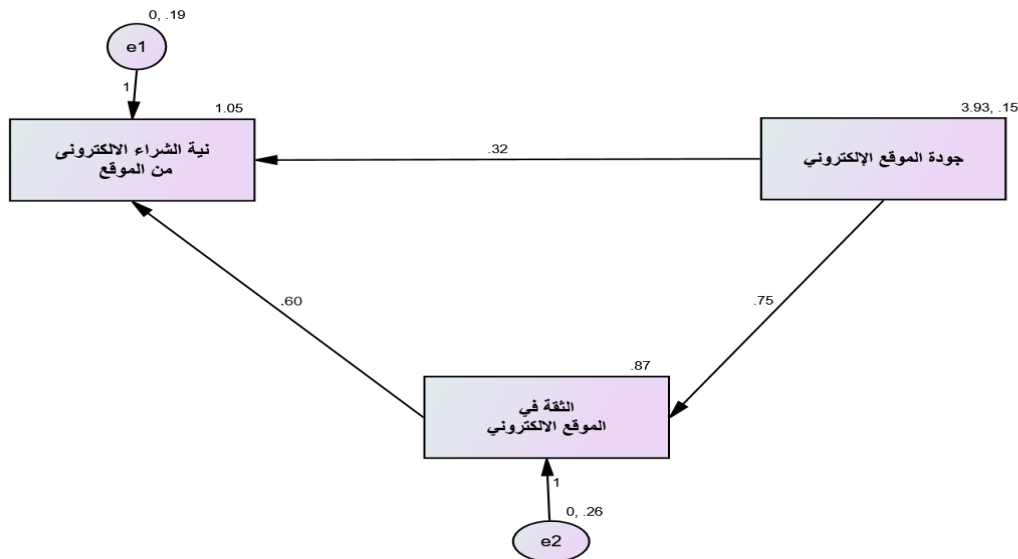 0, .19
e1
1
1.05
نية الشراء الالكترونى
من الموقع
3.93, .15
جودة الموقع الإلكتروني
.32
.60
.75
.87
الثقة في
الموقع الالكتروني
1
0, .26
e2